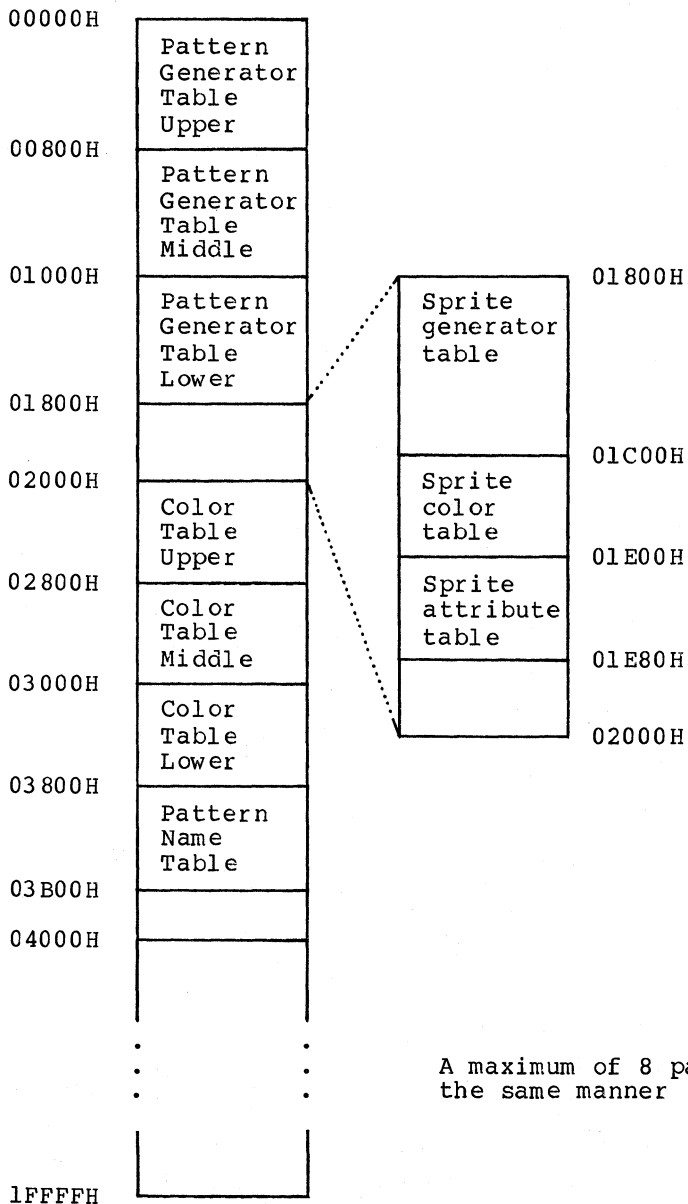 00000H
Pattern
Generator
Table
Upper
00800H
Pattern
Generator
Table
Middle
01000H
Pattern
Generator
Table
Lower
01800H
02000H
Color
Table
Upper
02800H
Color
Table
Middle
03000H
Color
Table
Lower
03800H
Pattern
Name
Table
03B00H
04000H
1FFFFH
01800H
Sprite
generator
table
01C00H
Sprite
color
table
01E00H
Sprite
attribute
table
01E80H
02000H
A maximum of 8
the same manner